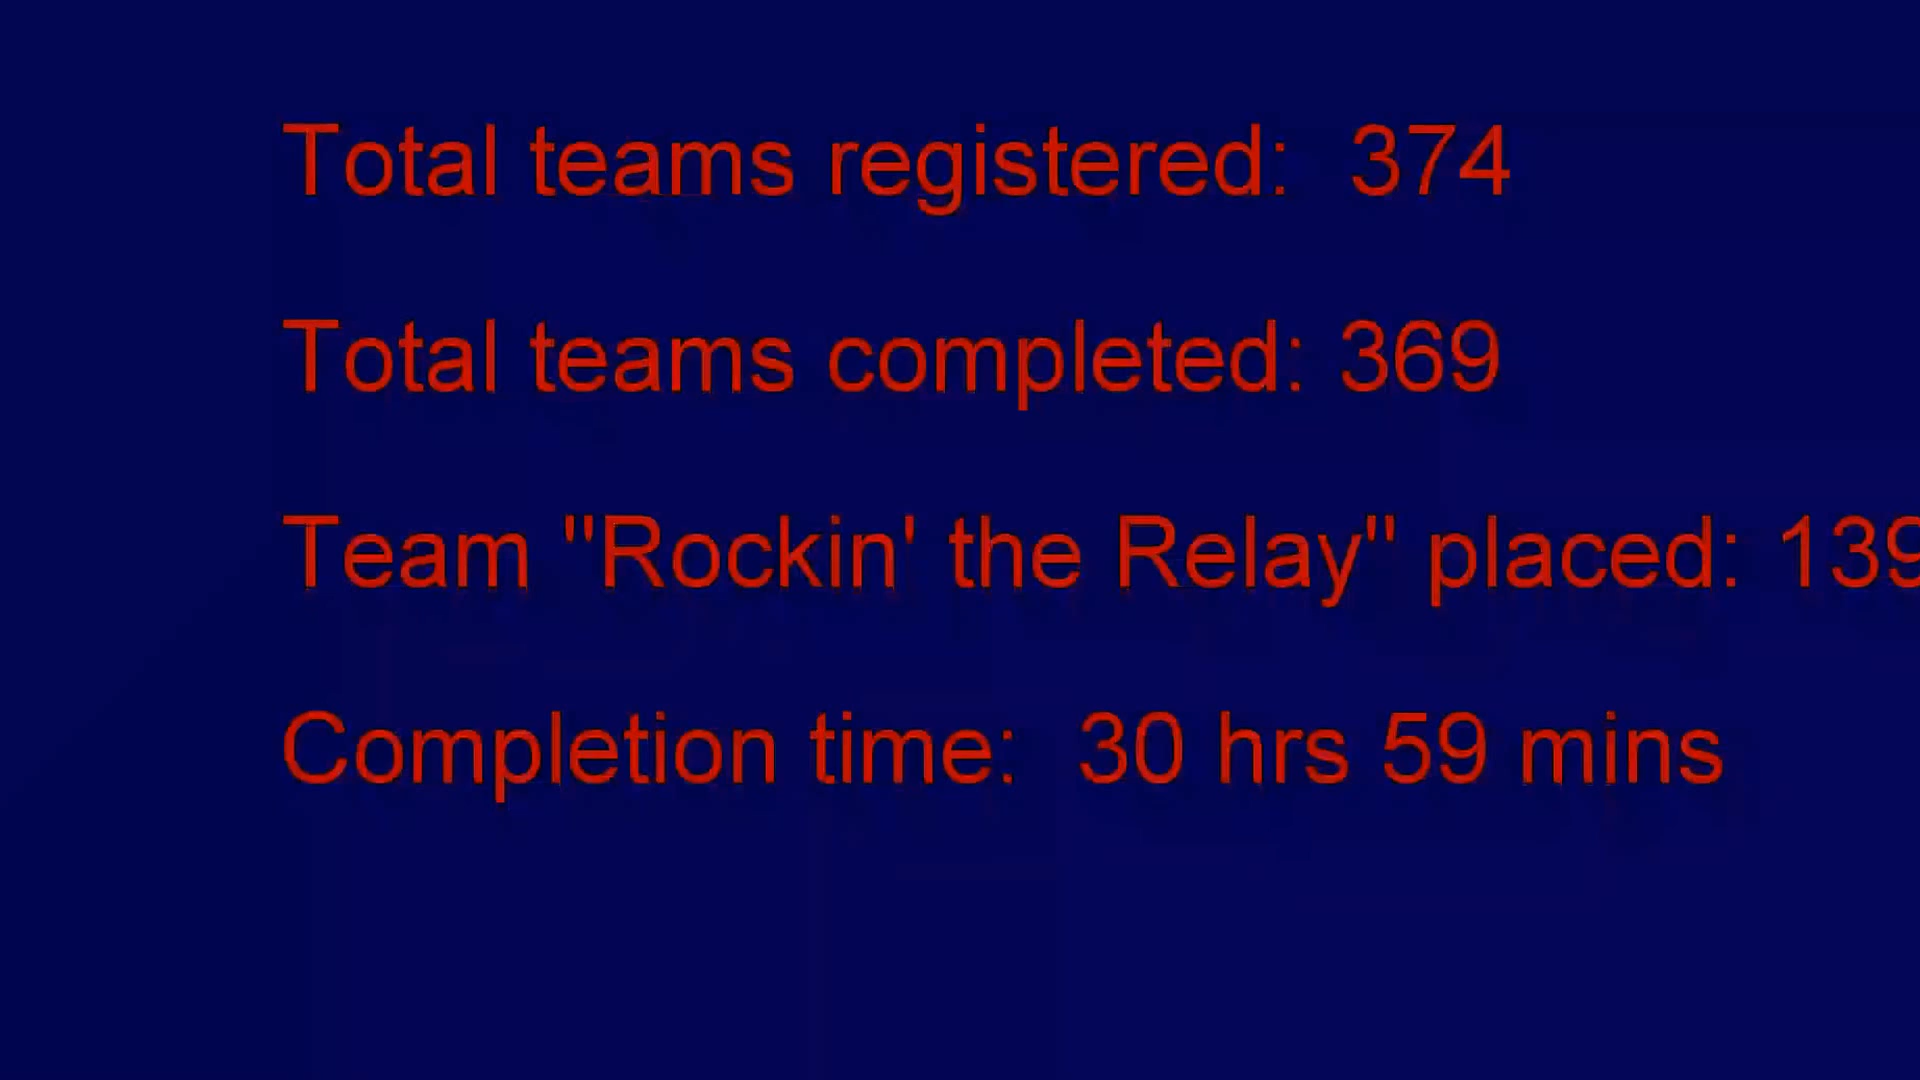 Total teams registered:  374
Total teams completed: 369
Team "Rockin' the Relay" placed: 139
Completion time:  30 hrs 59 mins